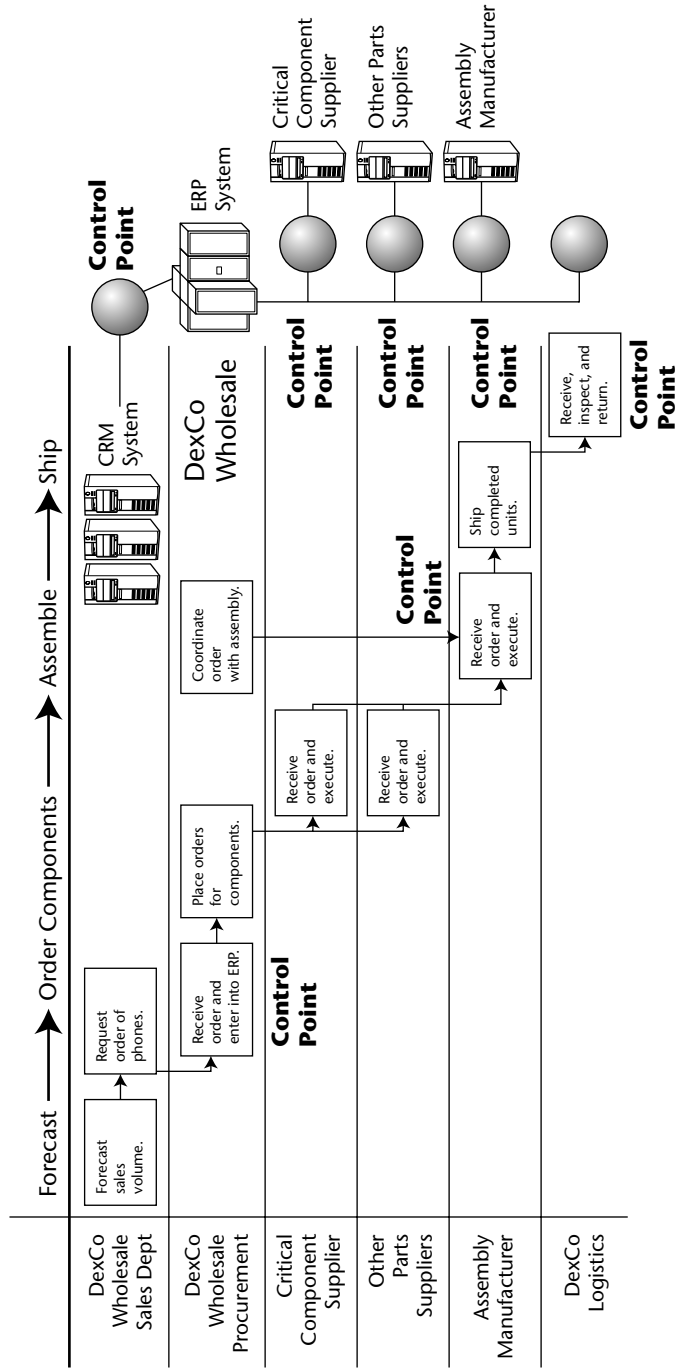 Forecast
Order Components
Assemble
Ship
DexCo
Wholesale
Sales Dept
Forecast
sales
volume.
Request
order of
phones.
CRM
System
Control
Point
DexCo
Wholesale
Procurement
Receive
order and
enter into ERP.
Control
Point
Place orders
for
components.
Coordinate
order
with assembly.
DexCo
Wholesale
ERP
System
Critical
Component
Supplier
Receive
order and
execute.
Control
Point
Critical
Component
Supplier
Other
Parts
Suppliers
Receive
order and
execute.
Control
Point
Other Parts
Suppliers
Assembly
Manufacturer
Control
Point
Receive
order and
execute.
Ship
completed
units.
Control
Point
Assembly
Manufacturer
DexCo
Logistics
Receive,
inspect, and
return.
Control
Point